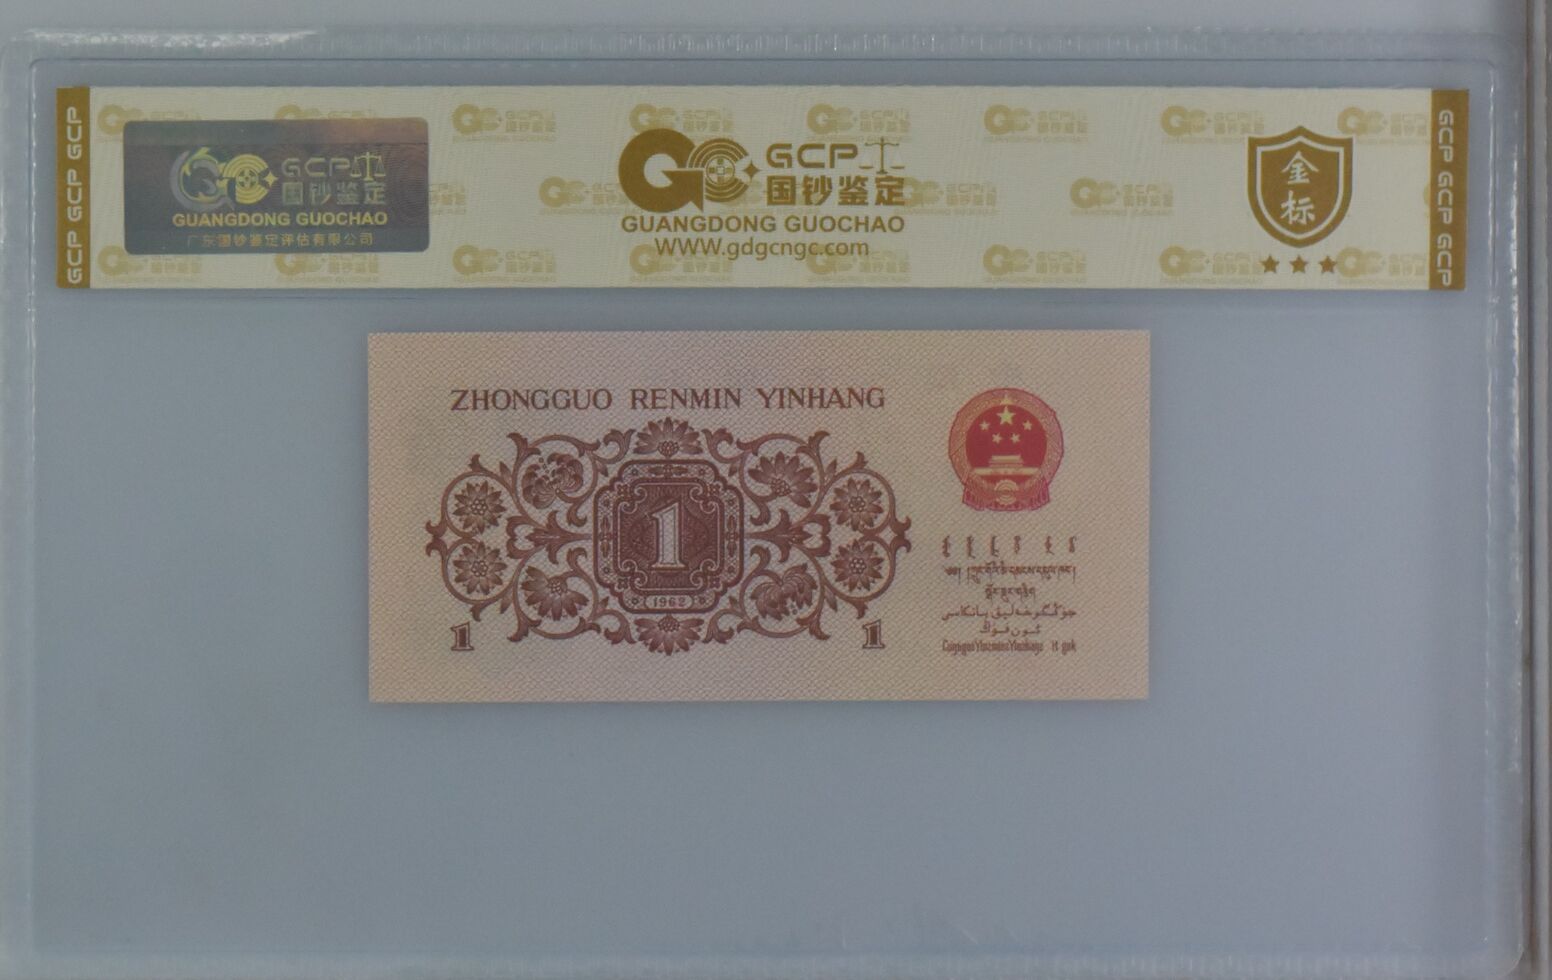 GCP GCP GCP
GCP
国钞鉴定
GUANGDONG GUOCHAO
广东国钞鉴定评估有限公司
GCP
国钞鉴定
GUANGDONG GUOCHAO
WWW.gdgcngc.com
金
标
GCP GCP GCP
ZHONGGUO RENMIN YINHANG
1
(1962)
1
1